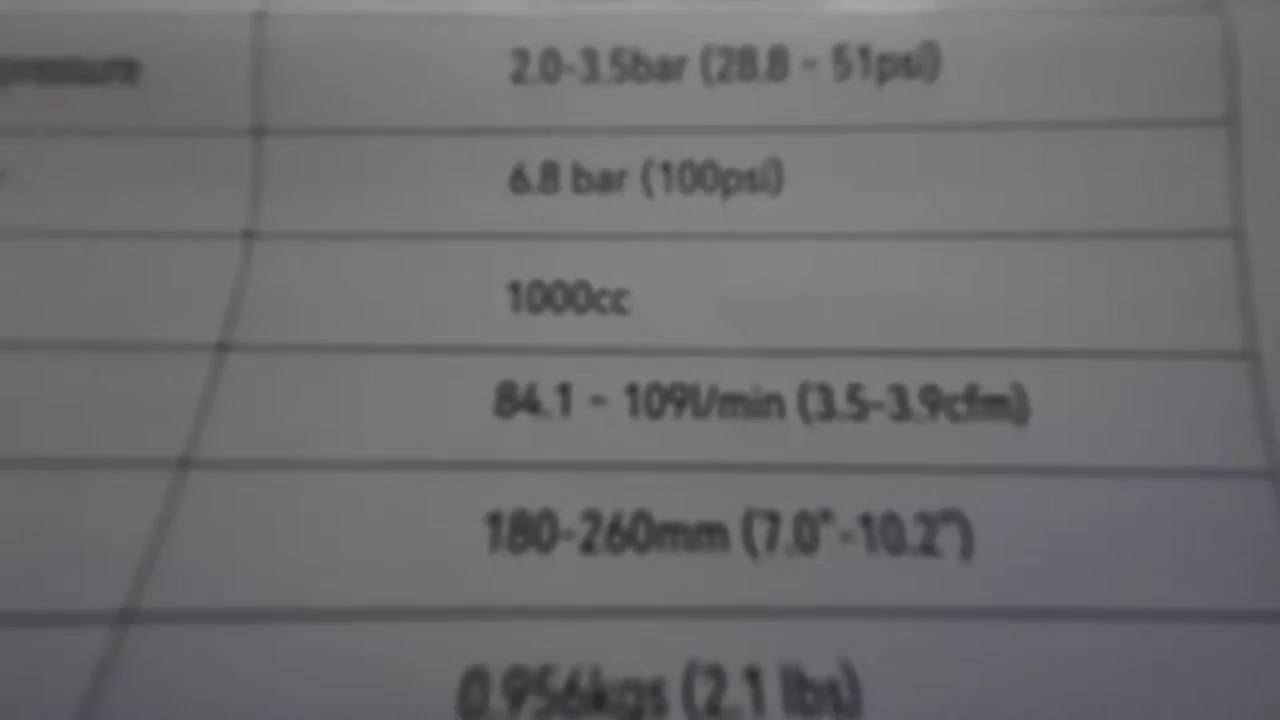 pressure 2.0-3.5bar (28.8 - 51psi)
6.8 bar (100psi)
1000cc
84.1 - 109l/min (3.5-3.9cfm)
180-260mm (7.0"-10.2")
0.956kgs (2.1 lbs)